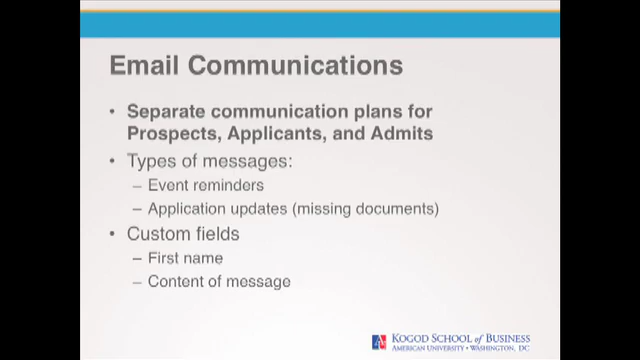 Email Communications
• Separate communication plans for
Prospects, Applicants, and Admits
• Types of messages:
– Event reminders
– Application updates (missing documents)
• Custom fields
– First name
– Content of message
KOGOD SCHOOL of BUSINESS
AMERICAN UNIVERSITY • WASHINGTON, DC